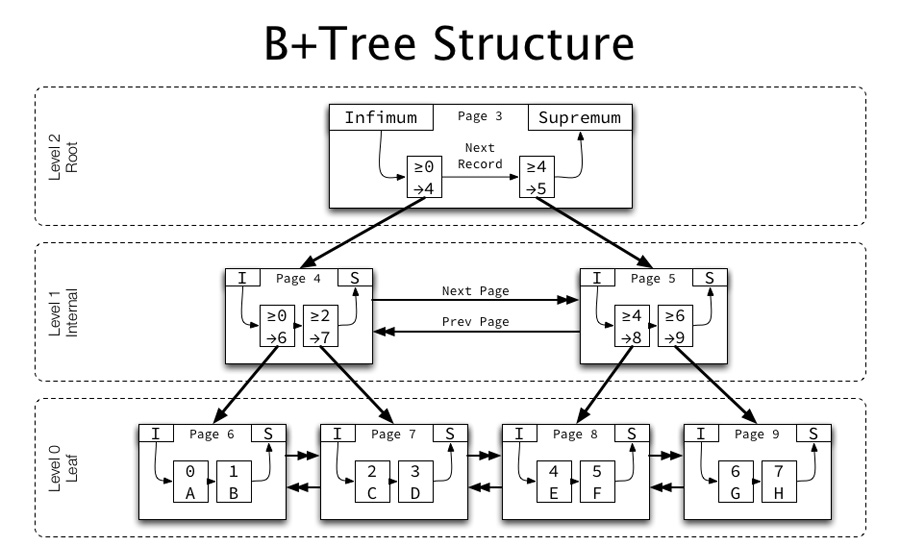 B+Tree Structure
Level 2
Root
Infimum
Page 3
Supremum
Next
Record
≥0
→4
≥4
→5
Level 1
Internal
I
Page 4
S
≥0
→6
≥2
→7
Next Page
Prev Page
I
Page 5
S
≥4
→8
≥6
→9
Level 0
Leaf
I
Page 6
S
0
A
1
B
I
Page 7
S
2
C
3
D
I
Page 8
S
4
E
5
F
I
Page 9
S
6
G
7
H